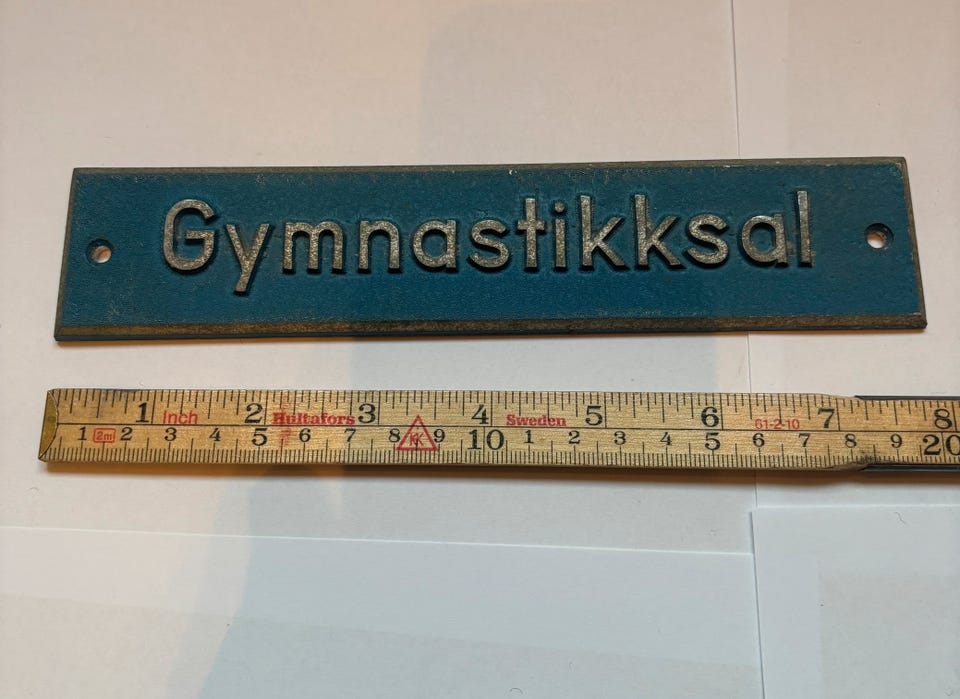 Gymnastikksal
1 Inch 2 Hultafors 3 4 Sweden 5 6 61-2-10 7 8
1 2m 2 3 4 5 6 7 8 KK 9 10 1 2 3 4 5 6 7 8 9 20